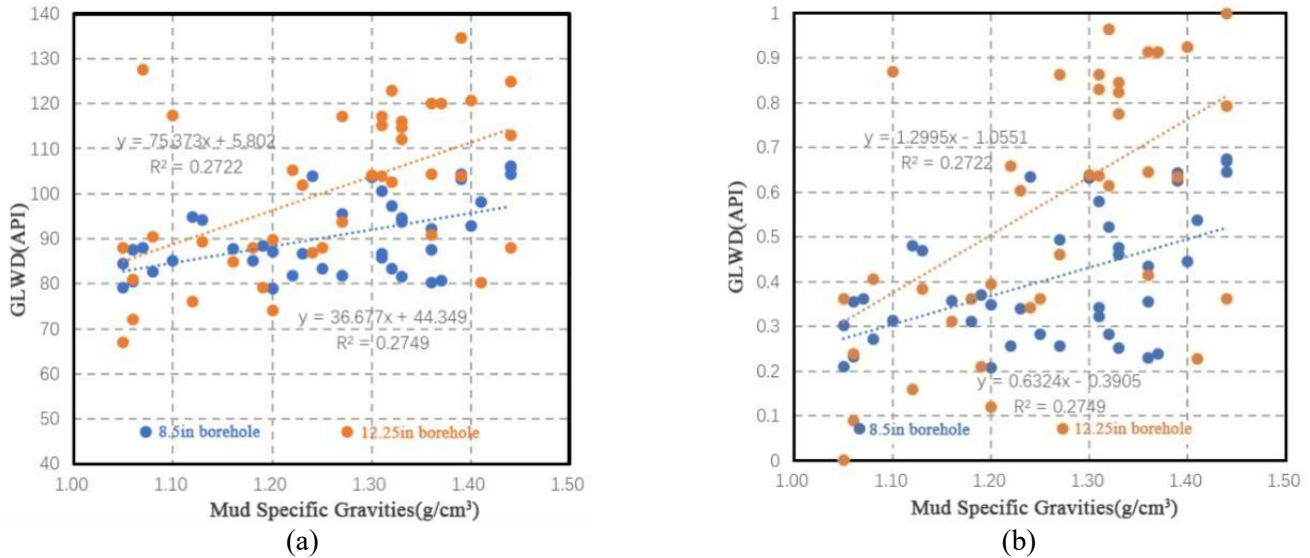 140
130
120
110
100
90
80
70
60
50
40
GLWD(API)
y = 75.373x + 5.802
R² = 0.2722
y = 36.677x + 44.349
R² = 0.2749
8.5in borehole
12.25in borehole
1.00
1.10
1.20
1.30
1.40
1.50
Mud Specific Gravities(g/cm³)
(a)
1
0.9
0.8
0.7
0.6
0.5
0.4
0.3
0.2
0.1
0
GLWD(API)
y = 1.2995x - 1.0551
R² = 0.2722
y = 0.6324x - 0.3905
R² = 0.2749
8.5in borehole
12.25in borehole
1.00
1.10
1.20
1.30
1.40
1.50
Mud Specific Gravities(g/cm³)
(b)